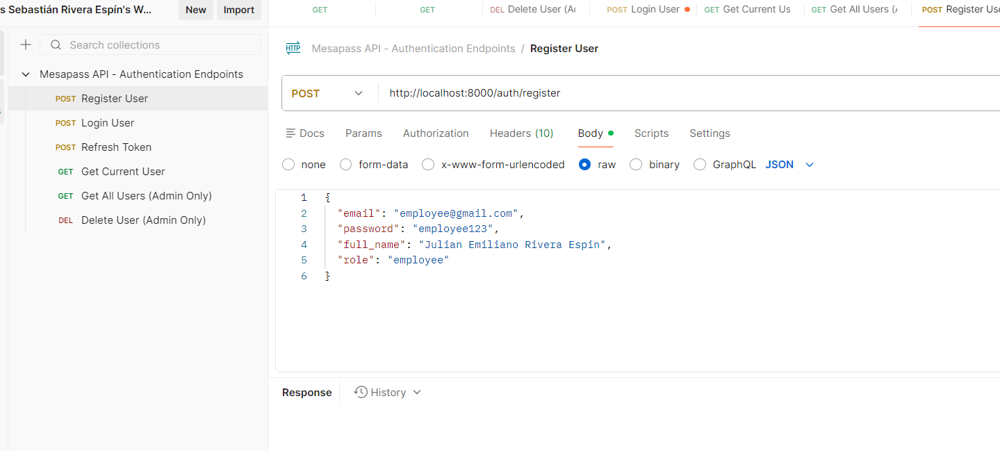 s Sebastián Rivera Espín's W... New Import
GET GET DEL Delete User (Ac POST Login User GET Get Current Us GET Get All Users (A POST Register Use
Search collections
HTTP Mesapass API - Authentication Endpoints / Register User
Mesapass API - Authentication Endpoints
POST Register User
POST Login User
POST Refresh Token
GET Get Current User
GET Get All Users (Admin Only)
DEL Delete User (Admin Only)
POST http://localhost:8000/auth/register
Docs Params Authorization Headers (10) Body Scripts Settings
none form-data x-www-form-urlencoded raw binary GraphQL JSON
1 {
2 "email": "employee@gmail.com",
3 "password": "employee123",
4 "full_name": "Julian Emiliano Rivera Espin",
5 "role": "employee"
6 }
Response History